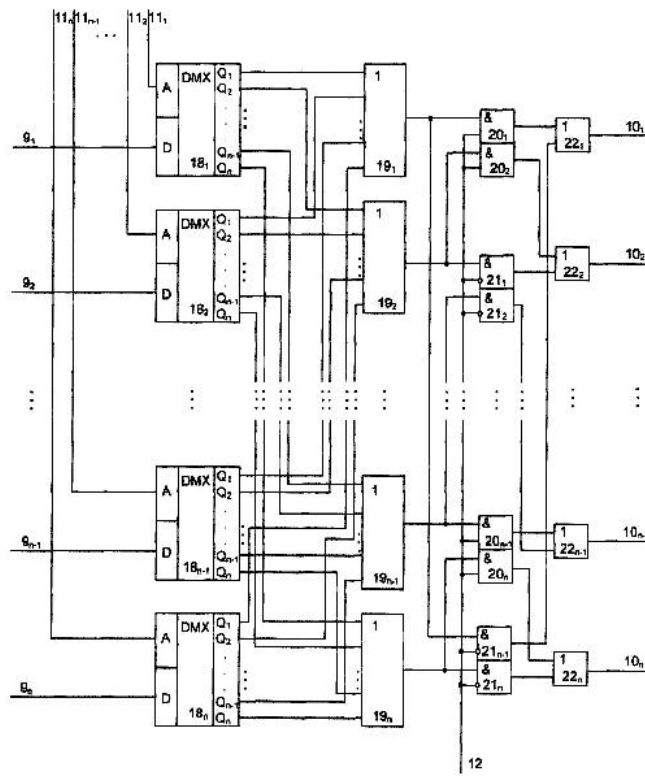 11ₙ 11ₙ₋₁ ... 11₂ 11₁
DMX Q₁ 1
A Q₂
& 10₁
9₁ 20₁ 1
D Qₙ₋₁ & 22₁
18₁ Qₙ 19₁ 20₂
DMX Q₁ 1
A Q₂
& 1 10₂
9₂ 21₁ 22₂
D Qₙ₋₁ 19₂ &
18₂ Qₙ 21₂
DMX Q₁ 1
A Q₂
& 1 10ₙ₋
9ₙ₋₁ 20ₙ₋₁ 22ₙ₋₁
D Qₙ₋₁ &
18ₙ₋₁ Qₙ 19ₙ₋₁ 20ₙ
DMX Q₁ 1
A Q₂ &
21ₙ₋₁ 1 10ₙ
9ₙ & 22ₙ
D Qₙ₋₁ 21ₙ
18ₙ Qₙ 19ₙ
12